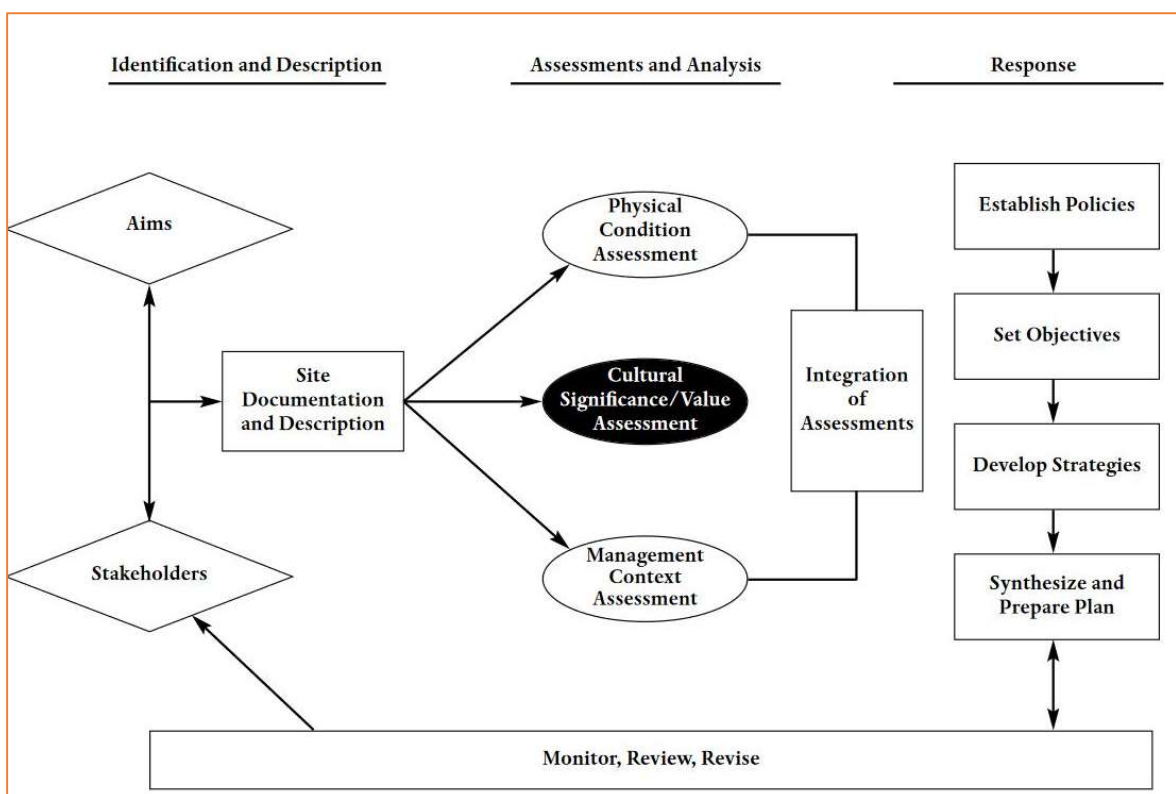 Identification and Description
Assessments and Analysis
Response
Aims
Stakeholders
Site
Documentation
and Description
Physical
Condition
Assessment
Cultural
Significance/Value
Assessment
Management
Context
Assessment
Integration
of
Assessments
Establish Policies
Set Objectives
Develop Strategies
Synthesize and
Prepare Plan
Monitor, Review, Revise